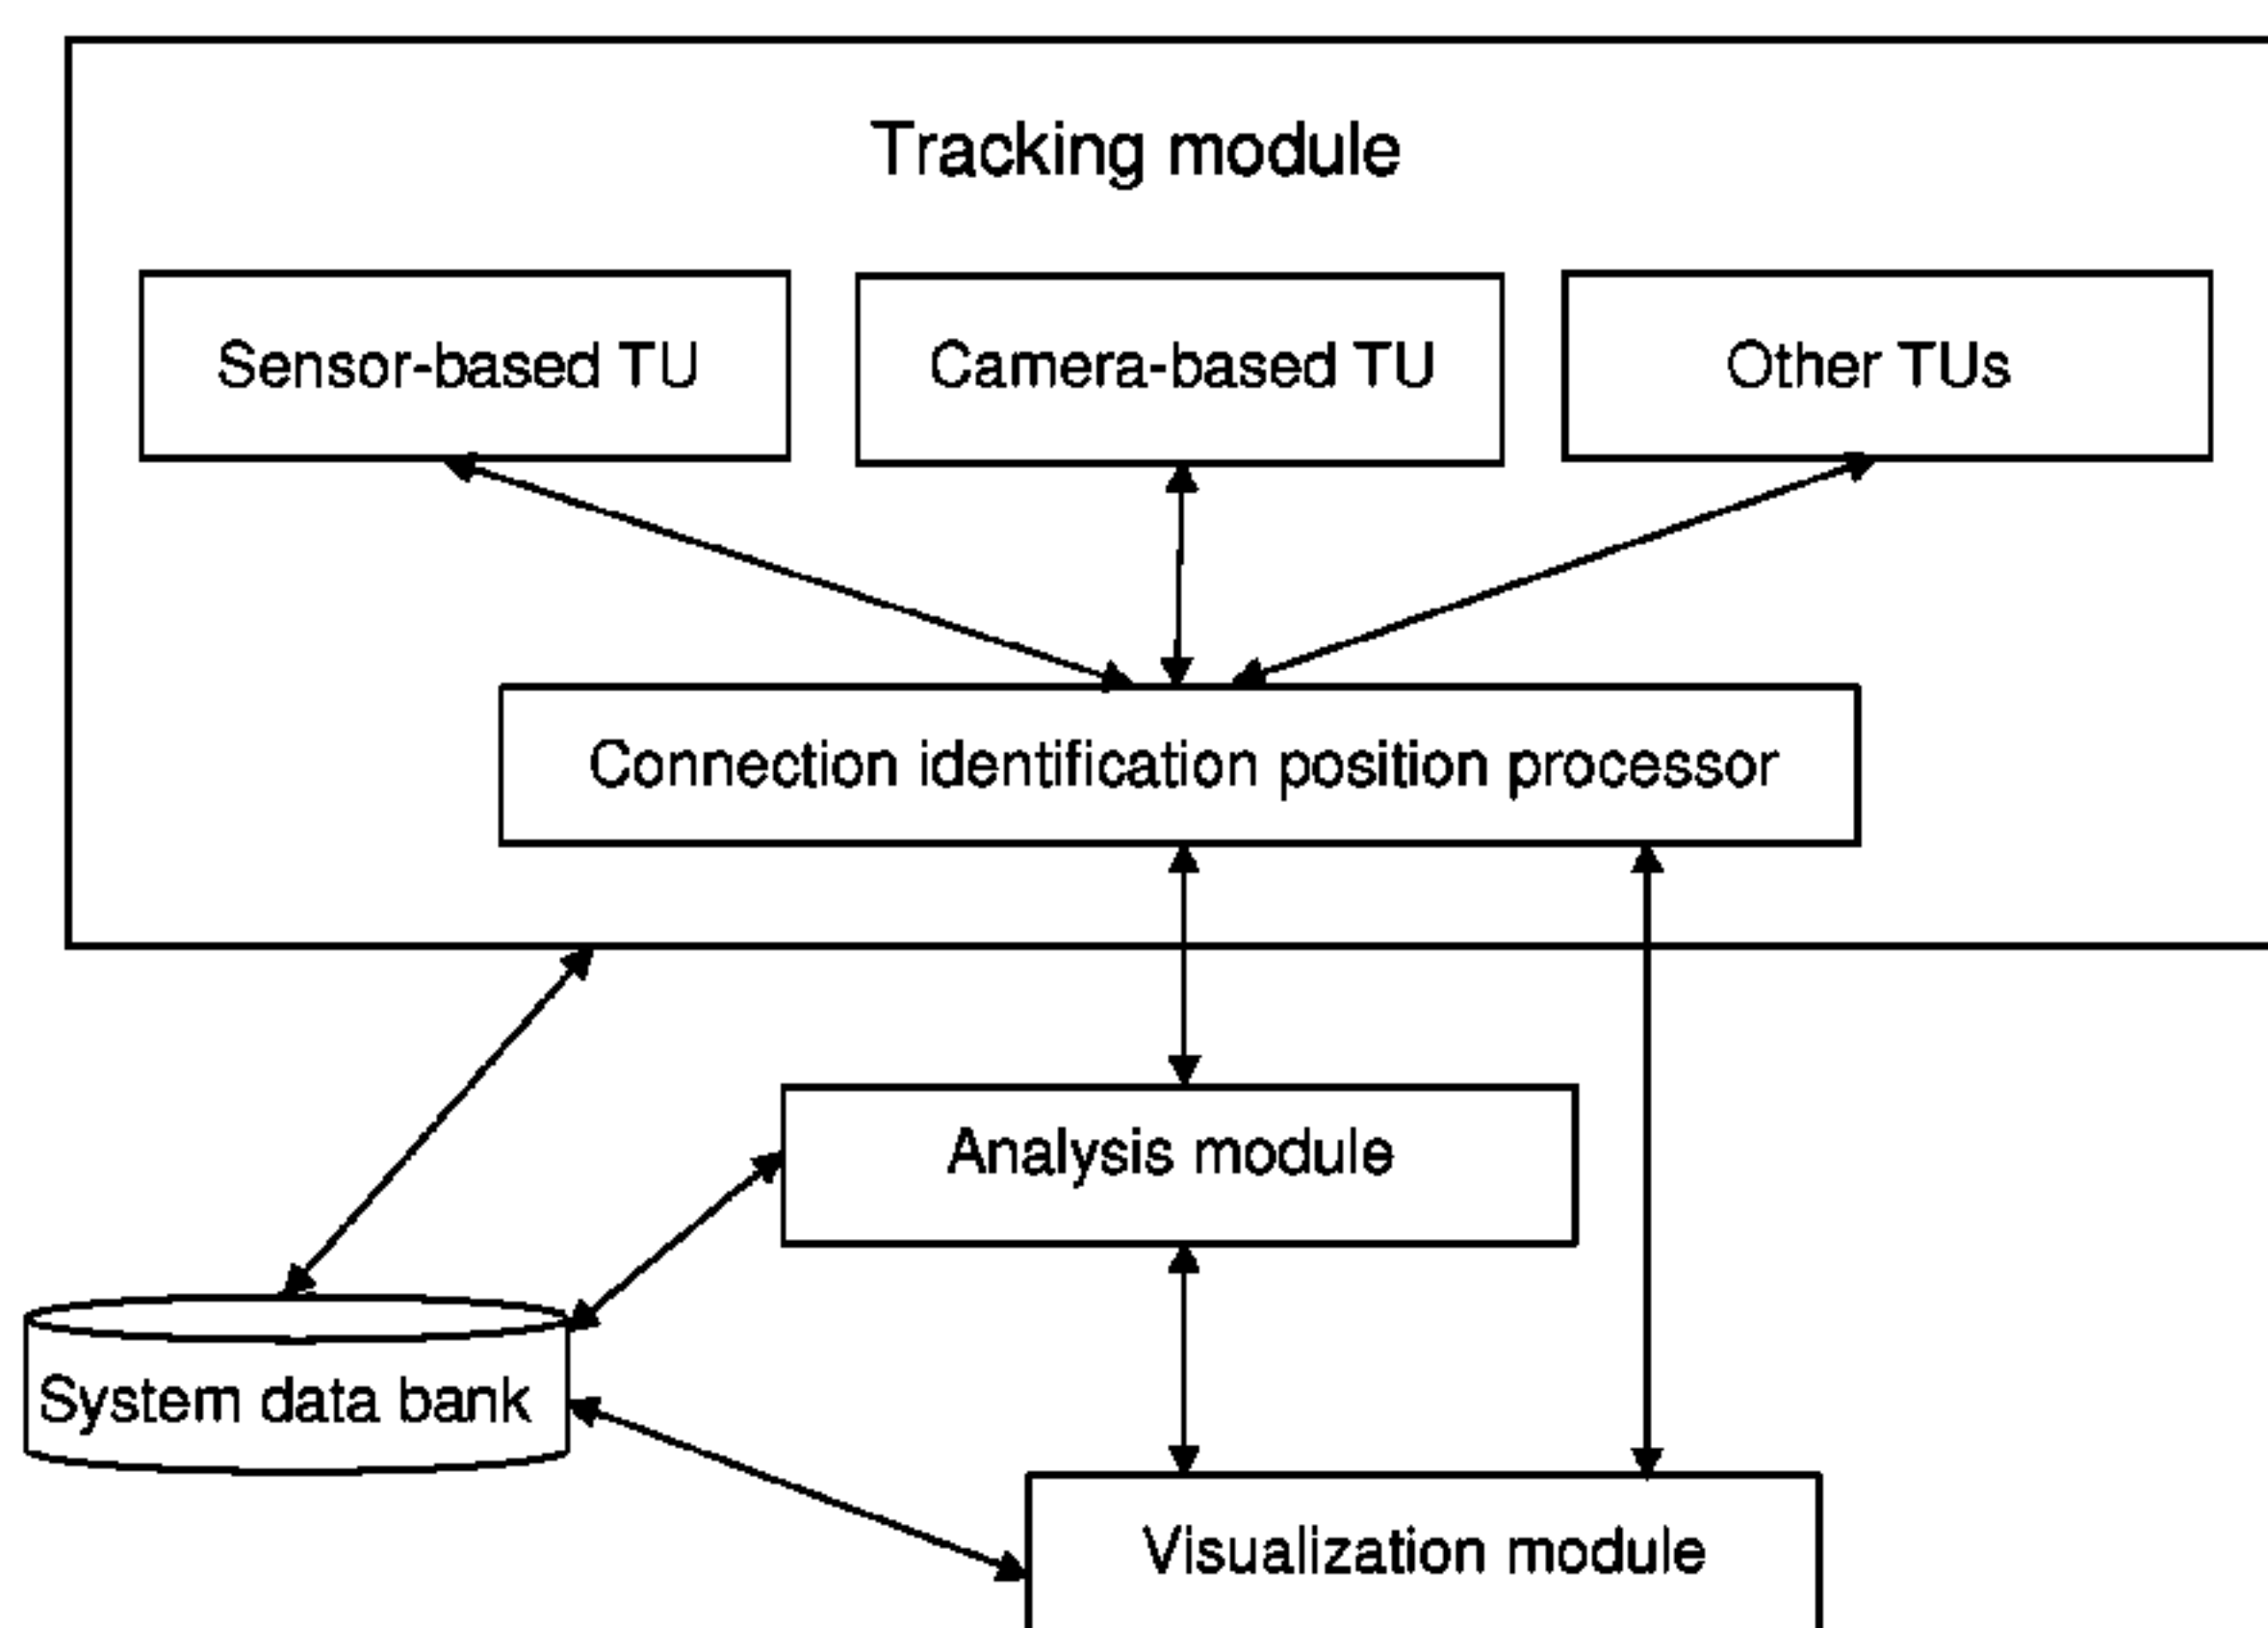 Tracking module
Sensor-based TU
Camera-based TU
Other TUs
Connection identification position processor
Analysis module
System data bank
Visualization module